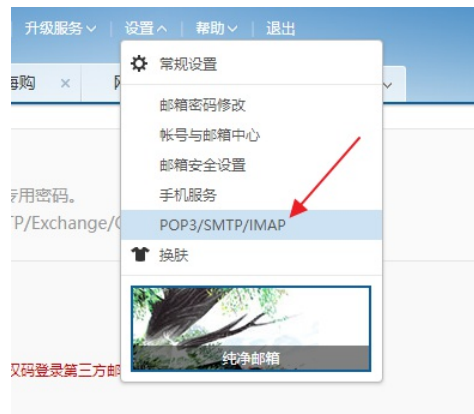 升级服务 设置 帮助 退出
常规设置
海购 ×
邮箱密码修改
帐号与邮箱中心
邮箱安全设置
专用密码。
手机服务
TP/Exchange/
POP3/SMTP/IMAP
换肤
纯净邮箱
权码登录第三方邮